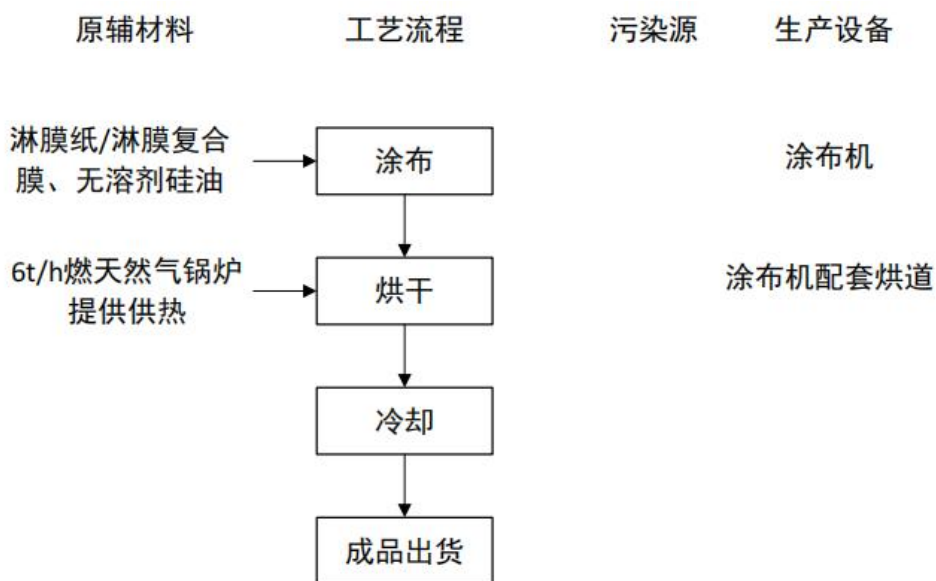 原辅材料 工艺流程 污染源 生产设备
淋膜纸/淋膜复合
膜、无溶剂硅油
涂布
涂布机
6t/h燃天然气锅炉
提供供热
烘干
涂布机配套烘道
冷却
成品出货